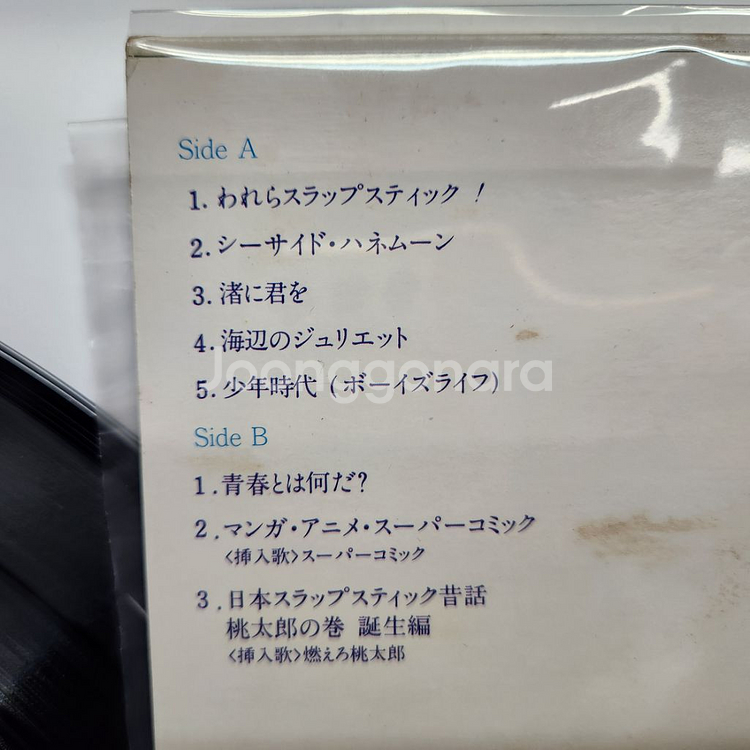 Side A
1. われらスラップスティック！
2. シーサイド・ハネムーン
3. 渚に君を
4. 海辺のジュリエット
5. 少年時代（ボーイズライフ）
Joonggonara
Side B
1. 青春とは何だ?
2. マンガ・アニメ・スーパーコミック
〈挿入歌〉スーパーコミック
3. 日本スラップスティック昔話
桃太郎の巻 誕生編
〈挿入歌〉燃えろ桃太郎